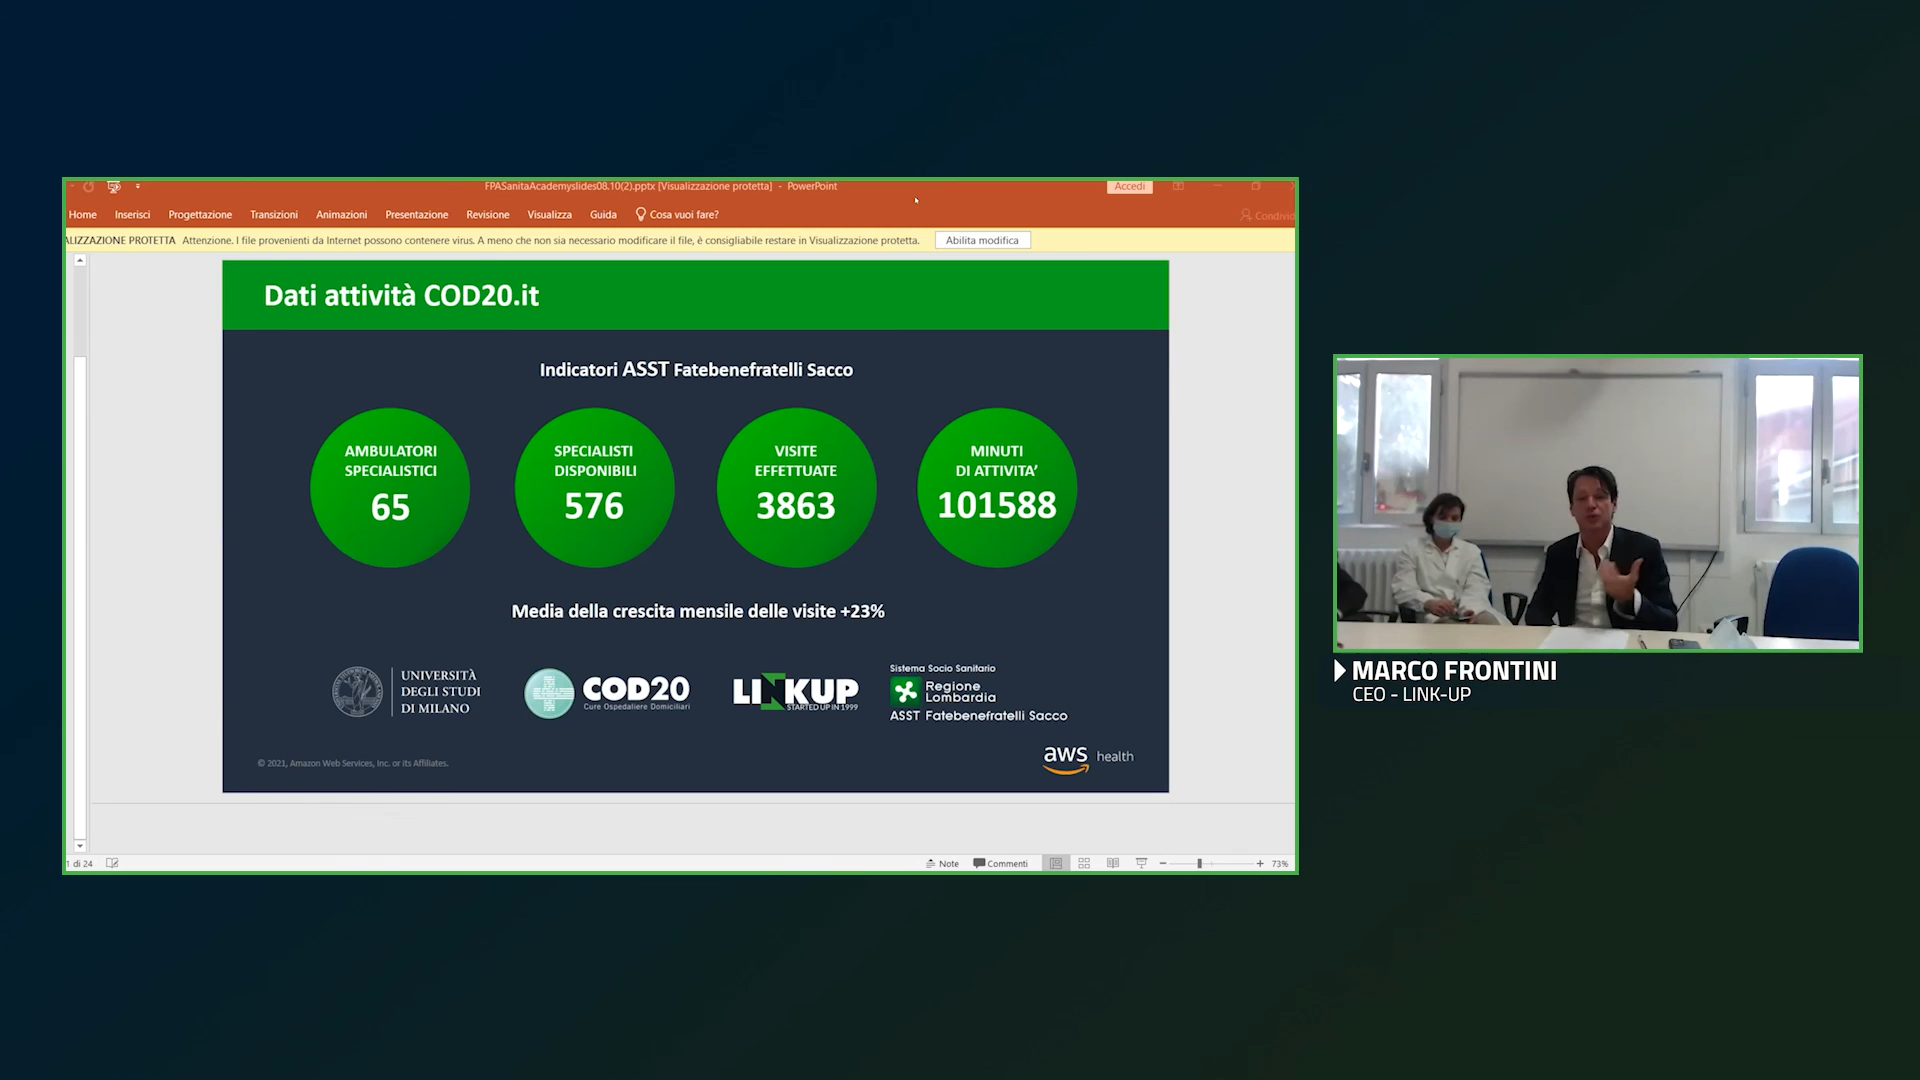 FPASanitaAcademyslides08.10(2).pptx [Visualizzazione protetta] - PowerPoint
Accedi
Home Inserisci Progettazione Transizioni Animazioni Presentazione Revisione Visualizza Guida Cosa vuoi fare?
Condivid
ALIZZAZIONE PROTETTA Attenzione. I file provenienti da Internet possono contenere virus. A meno che non sia necessario modificare il file, è consigliabile restare in Visualizzazione protetta. Abilita modifica
Dati attività COD20.it
Indicatori ASST Fatebenefratelli Sacco
AMBULATORI
SPECIALISTICI
65
SPECIALISTI
DISPONIBILI
576
VISITE
EFFETTUATE
3863
MINUTI
DI ATTIVITA'
101588
Media della crescita mensile delle visite +23%
UNIVERSITÀ
DEGLI STUDI
DI MILANO
COD20
Cure Ospedaliere Domiciliari
LINKUP
STARTED UP IN 1999
Sistema Socio Sanitario
Regione
Lombardia
ASST Fatebenefratelli Sacco
© 2021, Amazon Web Services, Inc. or its Affiliates.
aws health
1 di 24
Note Commenti 73%
MARCO FRONTINI
CEO - LINK-UP